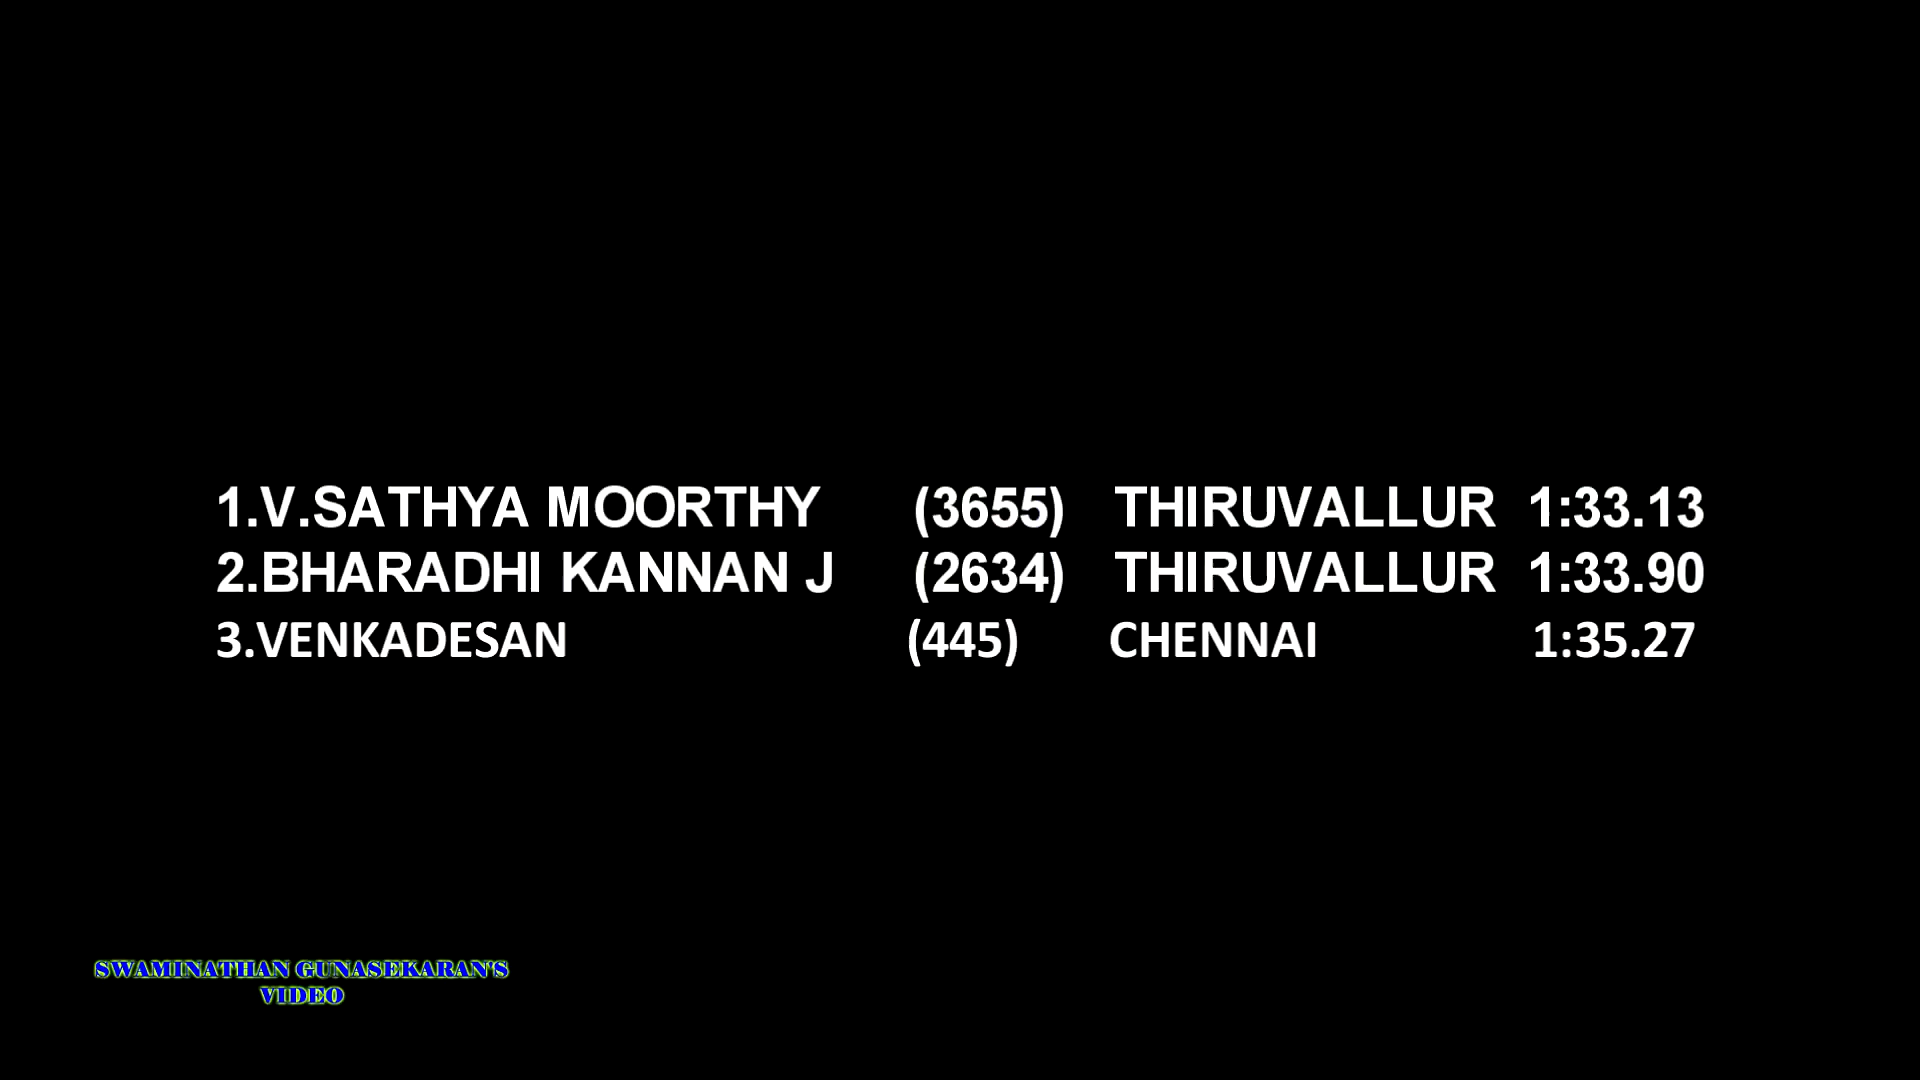 1.V.SATHYA MOORTHY (3655) THIRUVALLUR 1:33.13
2.BHARADHI KANNAN J (2634) THIRUVALLUR 1:33.90
3.VENKADESAN (445) CHENNAI 1:35.27
SWAMINATHAN GUNASEKARAN'S
VIDEO